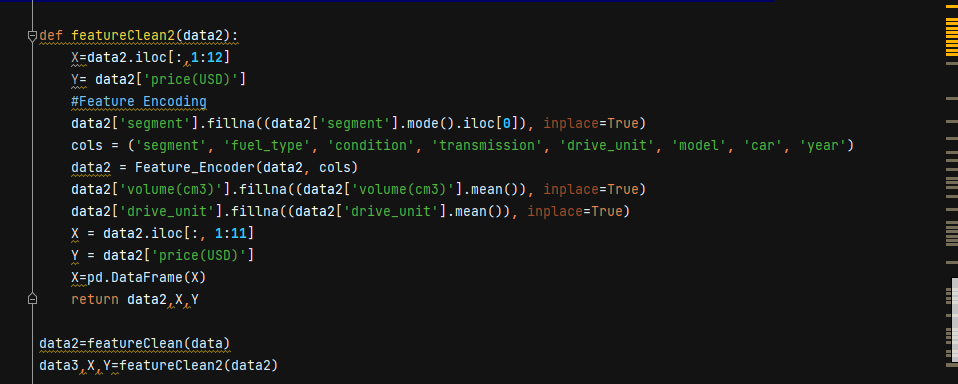 def featureClean2(data2):
    X=data2.iloc[:,1:12]
    Y= data2['price(USD)']
    #Feature Encoding
    data2['segment'].fillna((data2['segment'].mode().iloc[0]), inplace=True)
    cols = ('segment', 'fuel_type', 'condition', 'transmission', 'drive_unit', 'model', 'car', 'year')
    data2 = Feature_Encoder(data2, cols)
    data2['volume(cm3)'].fillna((data2['volume(cm3)'].mean()), inplace=True)
    data2['drive_unit'].fillna((data2['drive_unit'].mean()), inplace=True)
    X = data2.iloc[:, 1:11]
    Y = data2['price(USD)']
    X=pd.DataFrame(X)
    return data2,X,Y
data2=featureClean(data)
data3,X,Y=featureClean2(data2)